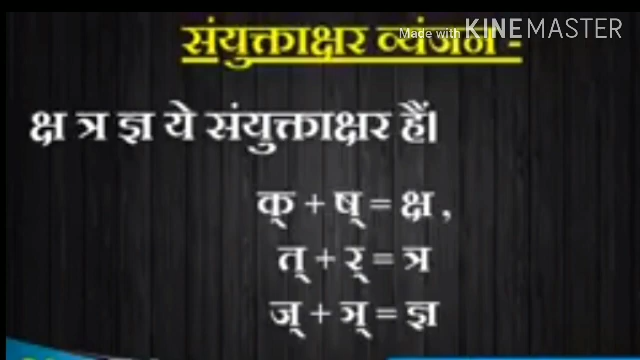 Made with KINEMASTER
संयुक्ताक्षर व्यंजन -
क्ष त्र ज्ञ ये संयुक्ताक्षर हैं।
क् + ष् = क्ष ,
त् + र् = त्र
ज् + ञ् = ज्ञ